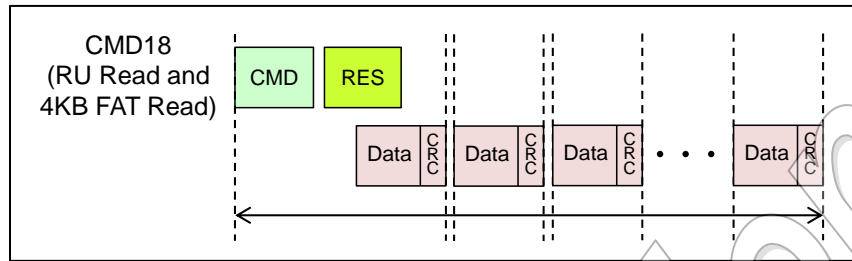 CMD18
(RU Read and
4KB FAT Read)
CMD RES
Data CRC Data CRC Data CRC • • • Data CRC